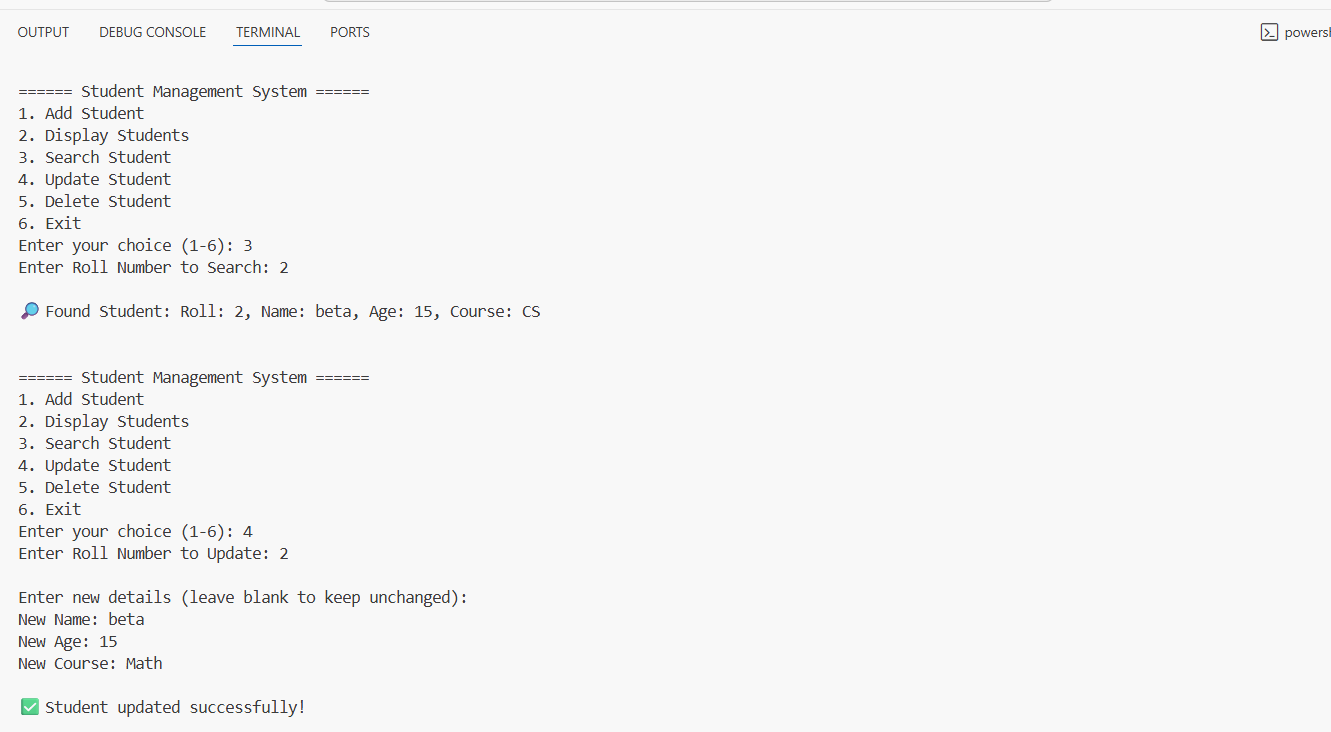 OUTPUT DEBUG CONSOLE TERMINAL PORTS
====== Student Management System ======
1. Add Student
2. Display Students
3. Search Student
4. Update Student
5. Delete Student
6. Exit
Enter your choice (1-6): 3
Enter Roll Number to Search: 2
🔎 Found Student: Roll: 2, Name: beta, Age: 15, Course: CS
====== Student Management System ======
1. Add Student
2. Display Students
3. Search Student
4. Update Student
5. Delete Student
6. Exit
Enter your choice (1-6): 4
Enter Roll Number to Update: 2
Enter new details (leave blank to keep unchanged):
New Name: beta
New Age: 15
New Course: Math
✅ Student updated successfully!